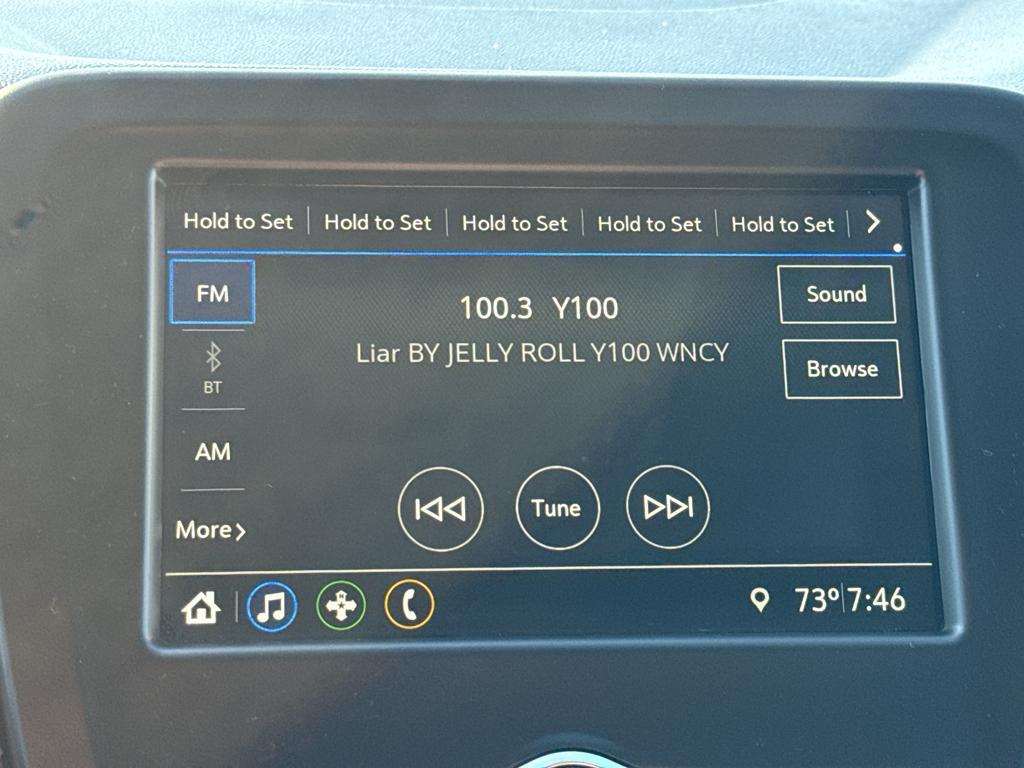 Hold to Set Hold to Set Hold to Set Hold to Set Hold to Set
FM
100.3 Y100
Sound
Liar BY JELLY ROLL Y100 WNCY
BT
Browse
AM
Tune
More
73° 7:46